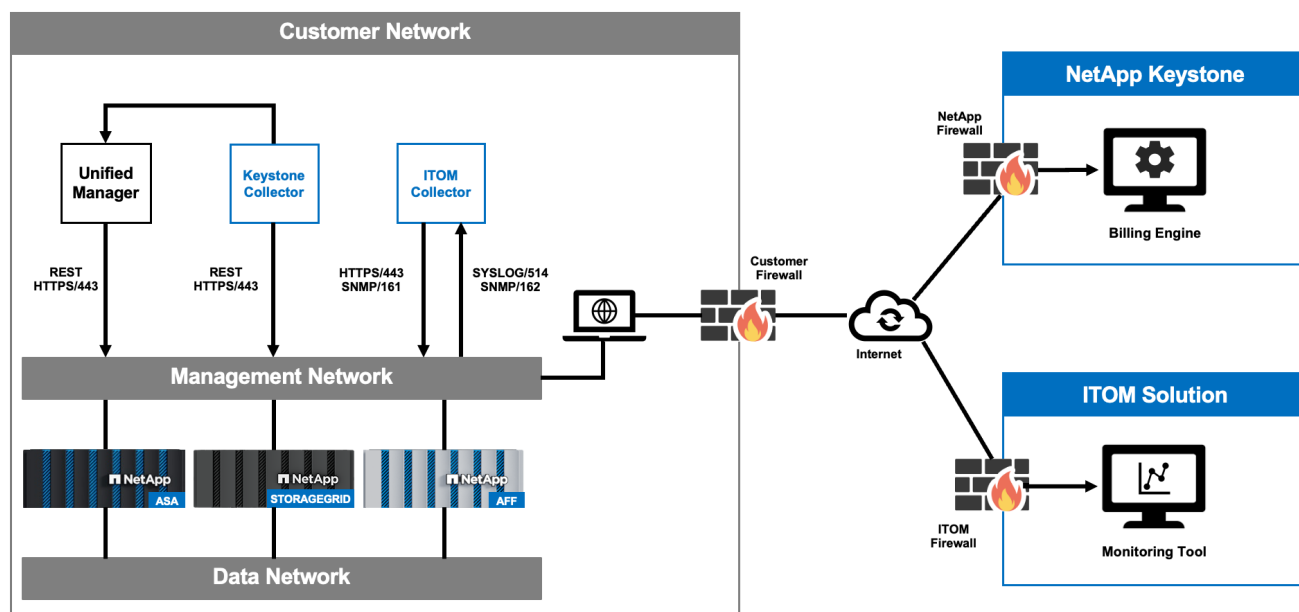 Customer Network
NetApp Keystone
NetApp
Firewall
Unified
Manager
Keystone
Collector
ITOM
Collector
Billing Engine
REST
HTTPS/443
REST
HTTPS/443
HTTPS/443
SNMP/161
SYSLOG/514
SNMP/162
Customer
Firewall
Internet
Management Network
ITOM Solution
NetApp
ASA
NetApp
STORAGEGRID
NetApp
AFF
ITOM
Firewall
Monitoring Tool
Data Network